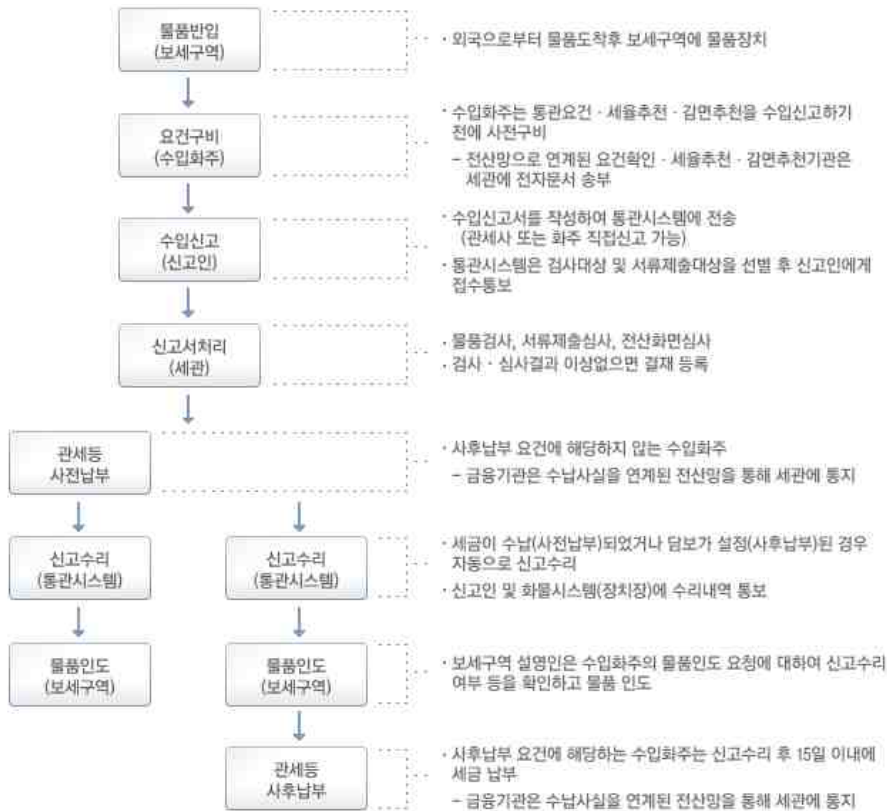 물품반입
(보세구역)
· 외국으로부터 물품도착후 보세구역에 물품장치
요건구비
(수입화주)
· 수입화주는 통관요건 · 세율추천 · 감면추천을 수입신고하기
전에 사전구비
– 전산망으로 연계된 요건확인 · 세율추천 · 감면추천기관은
세관에 전자문서 송부
수입신고
(신고인)
· 수입신고서를 작성하여 통관시스템에 전송
(관세사 또는 화주 직접신고 가능)
· 통관시스템은 검사대상 및 서류제출대상을 선별 후 신고인에게
접수통보
신고서처리
(세관)
· 물품검사, 서류제출심사, 전산화면심사
· 검사 · 심사결과 이상없으면 결재 등록
관세등
사전납부
· 사후납부 요건에 해당하지 않는 수입화주
– 금융기관은 수납사실을 연계된 전산망을 통해 세관에 통지
신고수리
(통관시스템)
신고수리
(통관시스템)
· 세금이 수납(사전납부)되었거나 담보가 설정(사후납부)된 경우
자동으로 신고수리
· 신고인 및 화물시스템(장치장)에 수리내역 통보
물품인도
(보세구역)
물품인도
(보세구역)
· 보세구역 설영인은 수입화주의 물품인도 요청에 대하여 신고수리
여부 등을 확인하고 물품 인도
관세등
사후납부
· 사후납부 요건에 해당하는 수입화주는 신고수리 후 15일 이내에
세금 납부
– 금융기관은 수납사실을 연계된 전산망을 통해 세관에 통지